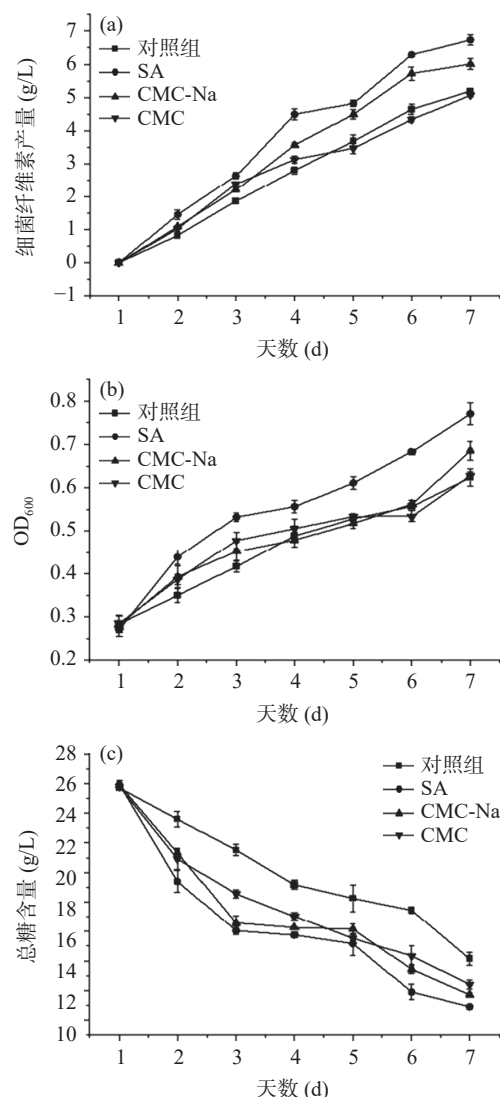 (a)
对照组
SA
CMC-Na
CMC
细菌纤维素产量 (g/L)
7
6
5
4
3
2
1
0
−1
1 2 3 4 5 6 7
天数 (d)
(b)
对照组
SA
CMC-Na
CMC
OD₆₀₀
0.8
0.7
0.6
0.5
0.4
0.3
0.2
1 2 3 4 5 6 7
天数 (d)
(c)
对照组
SA
CMC-Na
CMC
总糖含量 (g/L)
28
26
24
22
20
18
16
14
12
10
1 2 3 4 5 6 7
天数 (d)